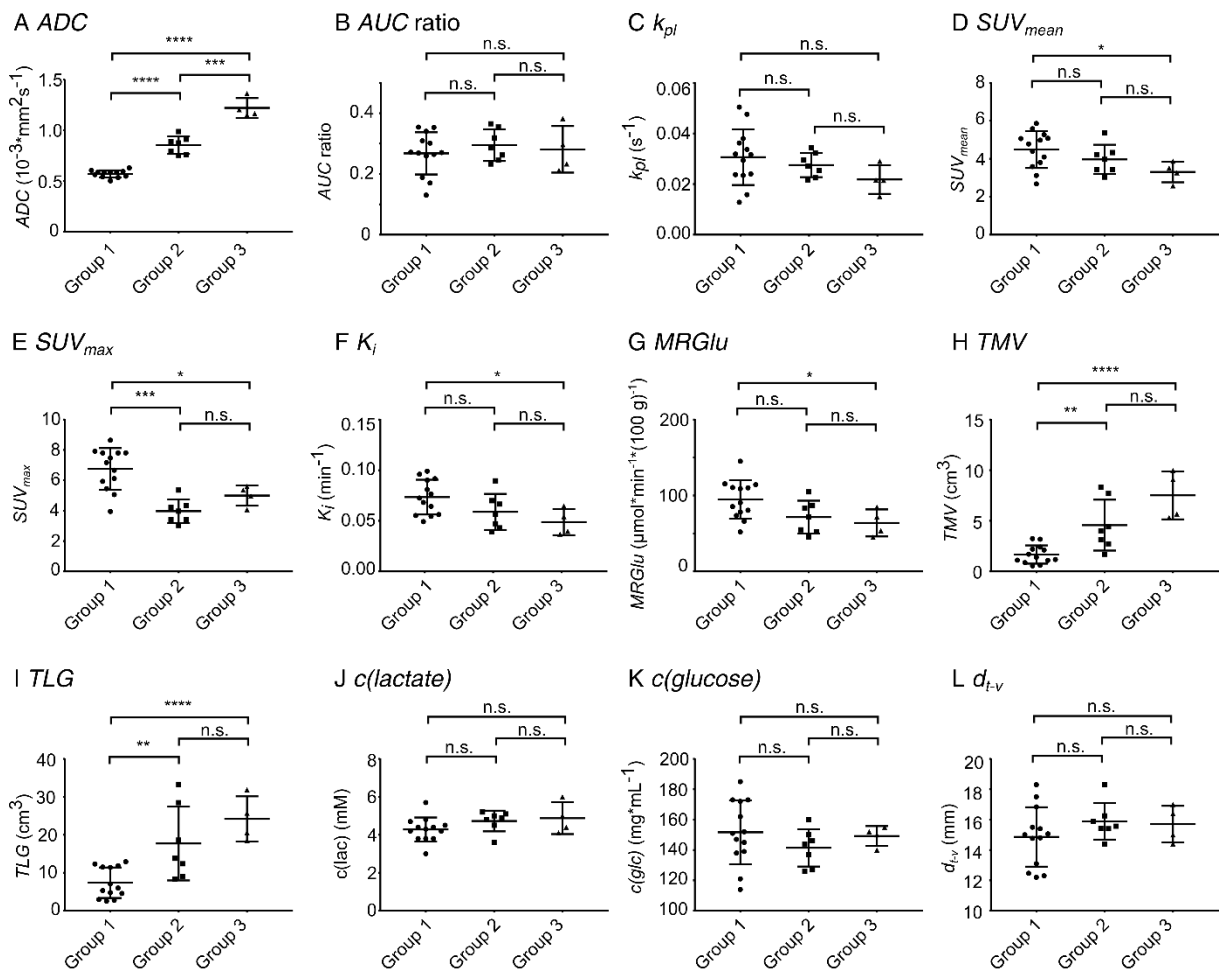 A ADC
****
****
***
ADC (10⁻³*mm²s⁻¹)
1.5
1.0
0.5
0
Group 1
Group 2
Group 3
B AUC ratio
n.s.
n.s.
n.s.
AUC ratio
0.4
0.2
0
Group 1
Group 2
Group 3
C kpl
n.s.
n.s.
n.s.
kpl (s⁻¹)
0.06
0.04
0.02
0.00
Group 1
Group 2
Group 3
D SUVmean
*
n.s
n.s.
SUVmean
8
6
4
2
0
Group 1
Group 2
Group 3
E SUVmax
*
***
n.s.
SUVmax
10
8
6
4
2
0
Group 1
Group 2
Group 3
F Ki
*
n.s.
n.s.
Ki (min⁻¹)
0.15
0.10
0.05
0.00
Group 1
Group 2
Group 3
G MRGlu
*
n.s.
n.s.
MRGlu (µmol*min⁻¹*(100 g)⁻¹
200
150
100
50
0
Group 1
Group 2
Group 3
H TMV
****
**
n.s.
TMV (cm³)
15
10
5
0
Group 1
Group 2
Group 3
I TLG
****
**
n.s.
TLG (cm³)
40
30
20
10
0
Group 1
Group 2
Group 3
J c(lactate)
n.s.
n.s.
n.s.
c(lac) (mM)
8
6
4
2
0
Group 1
Group 2
Group 3
K c(glucose)
n.s.
n.s.
n.s.
c(glc) (mg*mL⁻¹)
200
180
160
140
120
100
Group 1
Group 2
Group 3
L dt-v
n.s.
n.s.
n.s.
dt-v (mm)
20
18
16
14
12
10
Group 1
Group 2
Group 3